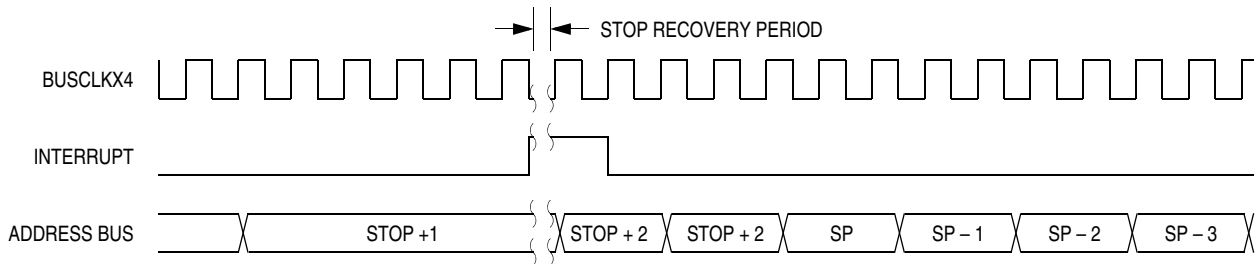 STOP RECOVERY PERIOD
BUSCLKX4
INTERRUPT
ADDRESS BUS STOP +1 STOP + 2 STOP + 2 SP SP – 1 SP – 2 SP – 3